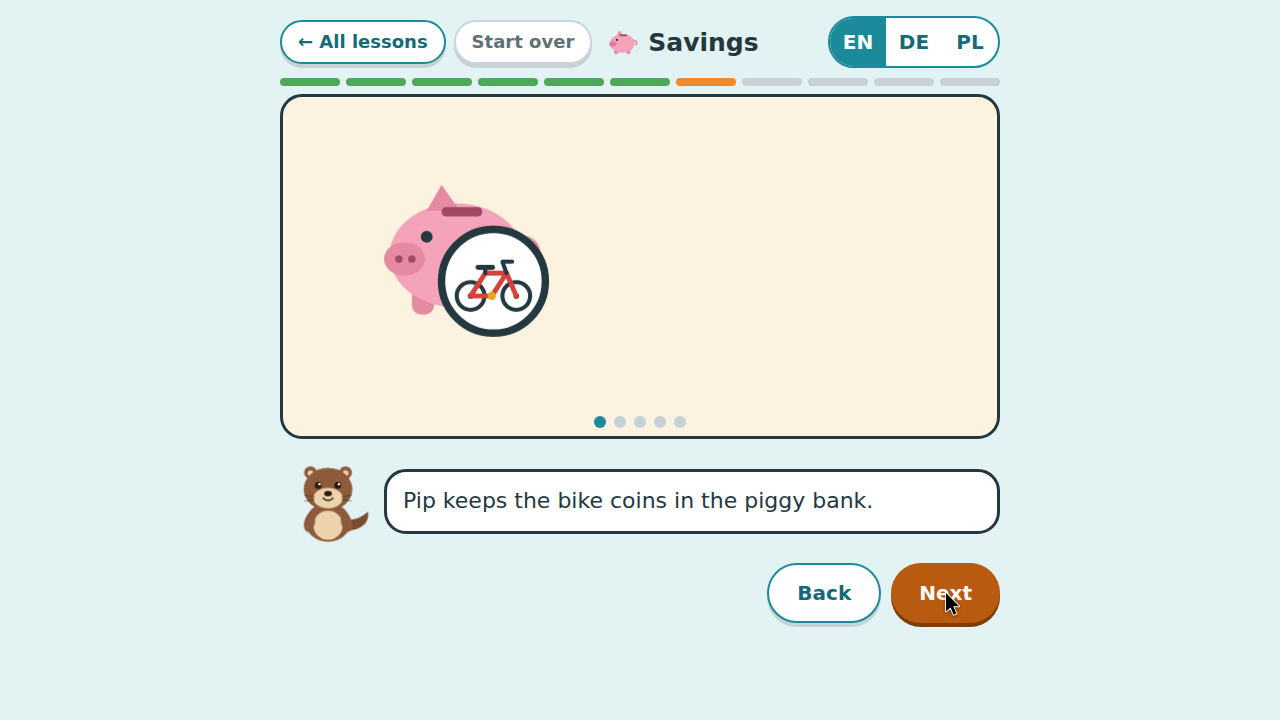 ← All lessons
Start over
Savings
EN DE PL
Pip keeps the bike coins in the piggy bank.
Back
Next